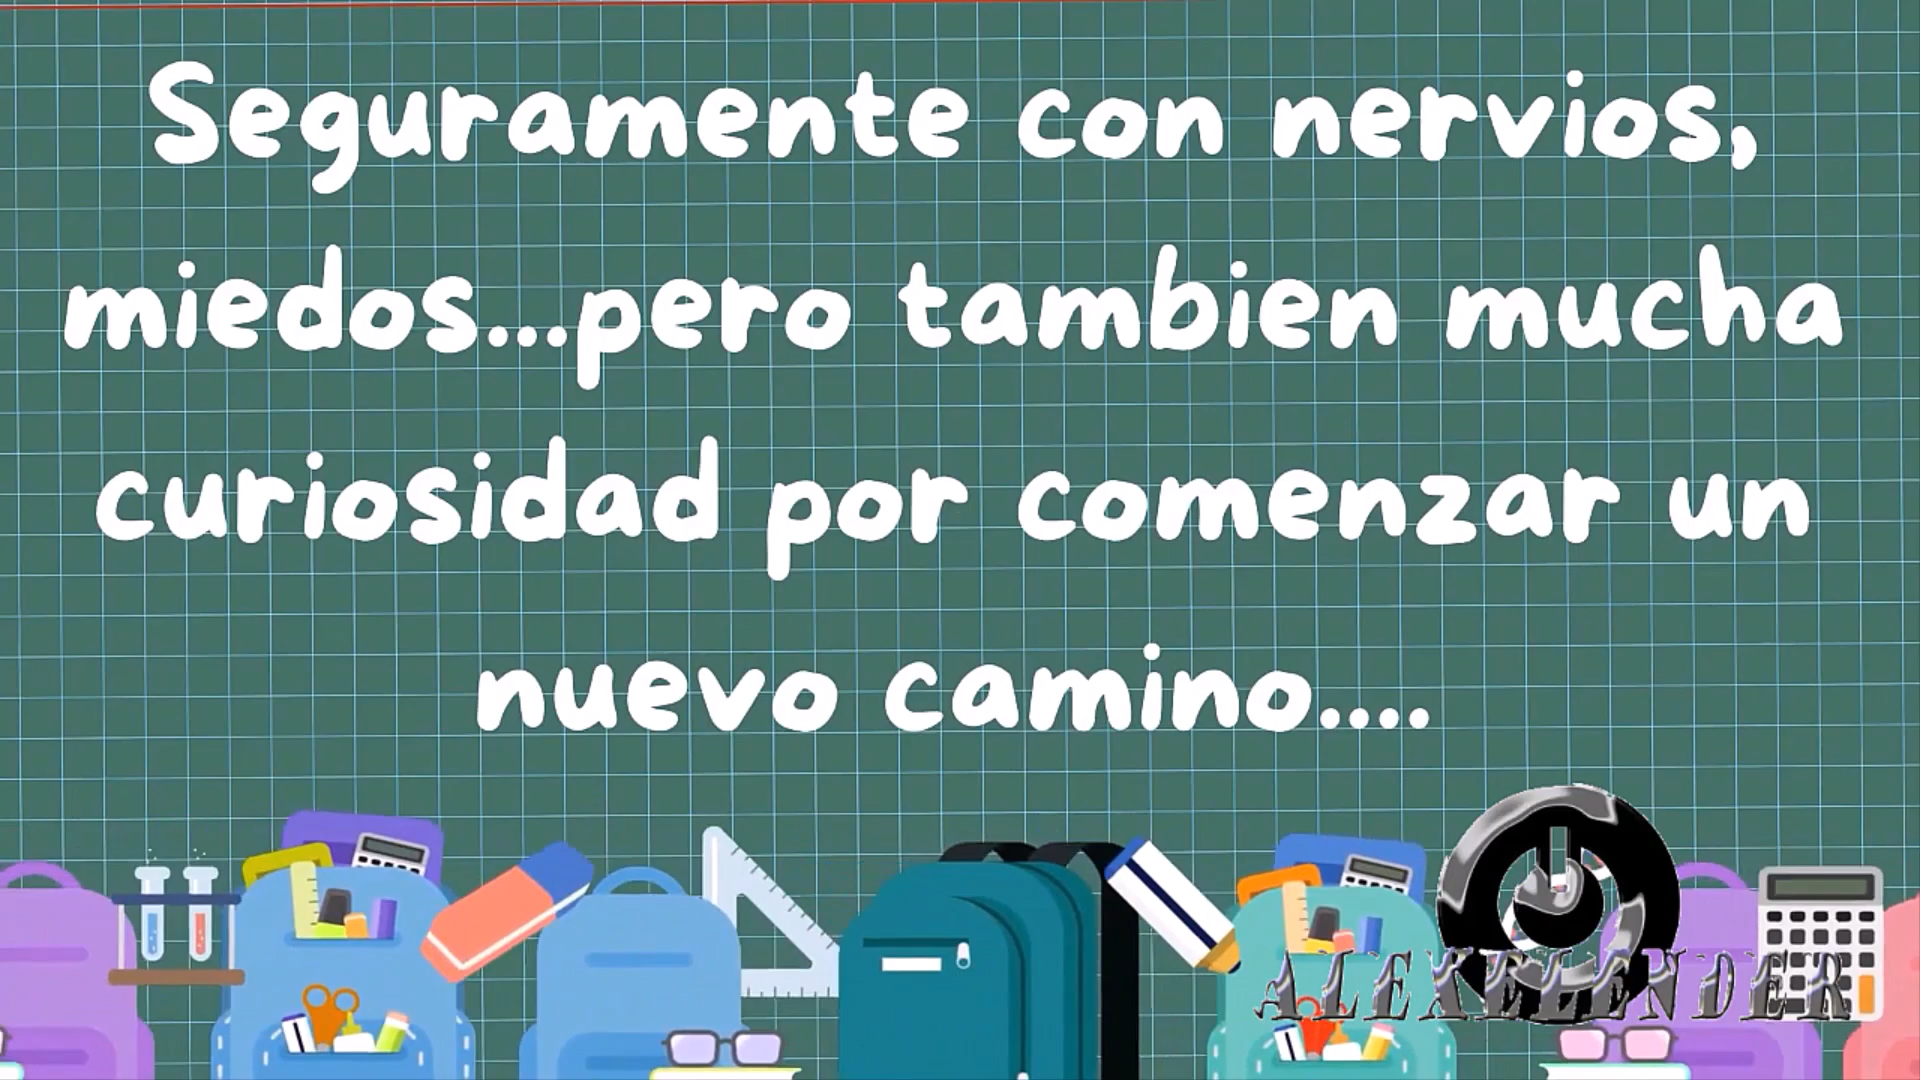 Seguramente con nervios,
miedos...pero tambien mucha
curiosidad por comenzar un
nuevo camino....
ALEXELENDER